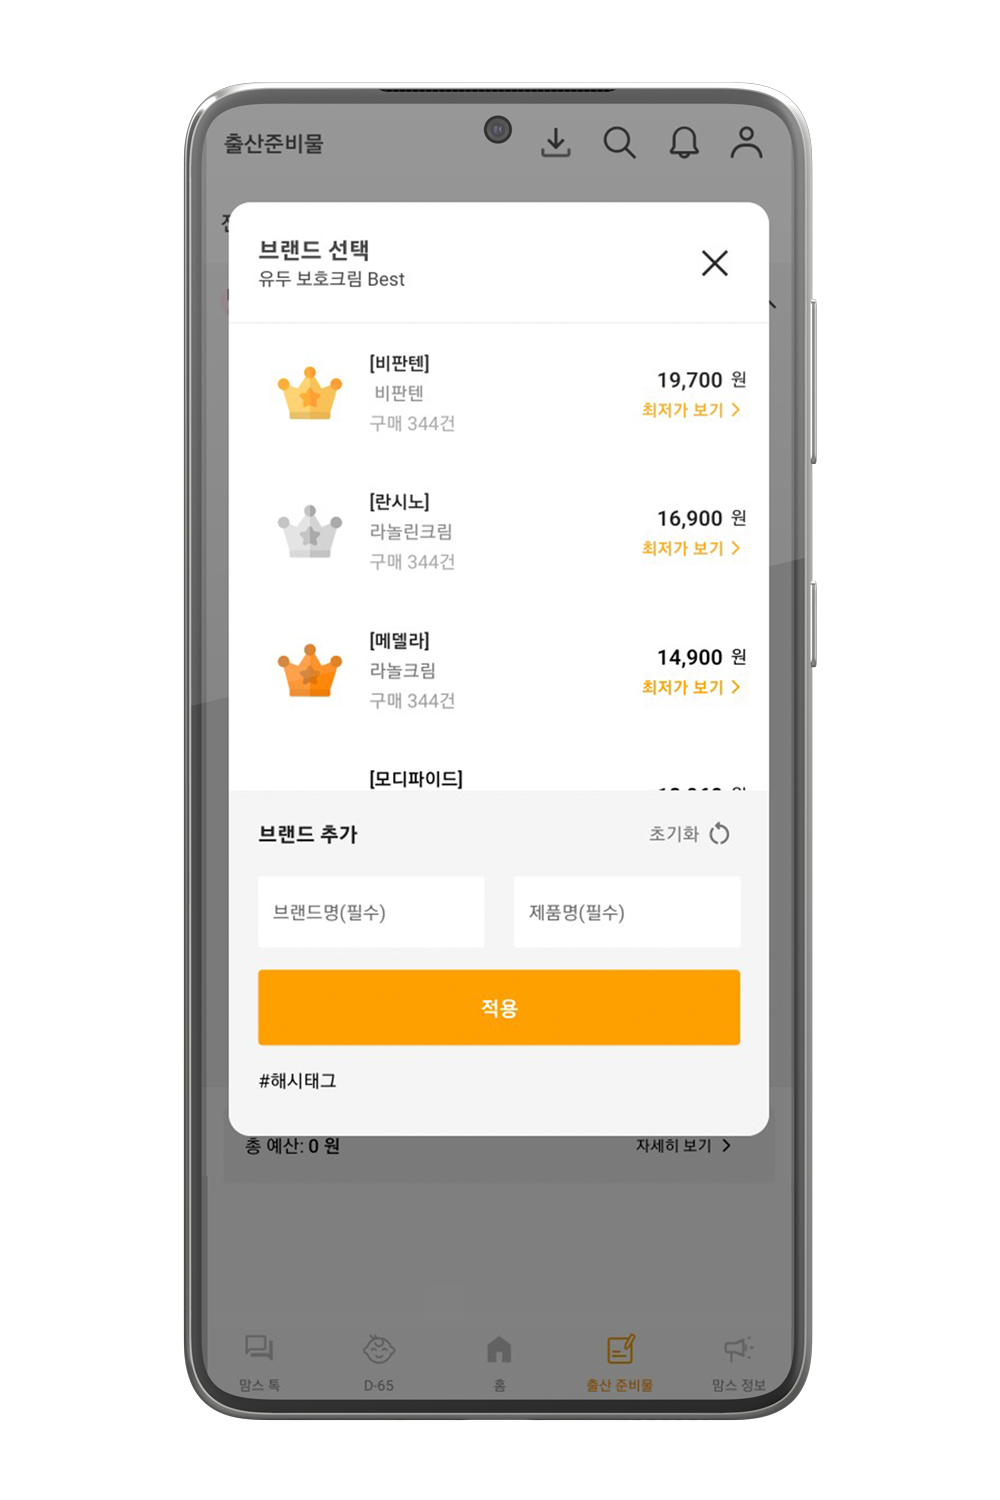 출산준비물
브랜드 선택
유두 보호크림 Best
[비판텐]
비판텐
구매 344건
19,700 원
최저가 보기
[란시노]
라놀린크림
구매 344건
16,900 원
최저가 보기
[메델라]
라놀크림
구매 344건
14,900 원
최저가 보기
[모디파이드]
브랜드 추가
초기화
브랜드명(필수)
제품명(필수)
적용
#해시태그
총 예산: 0 원
자세히 보기
맘스 톡
D-65
홈
출산 준비물
맘스 정보